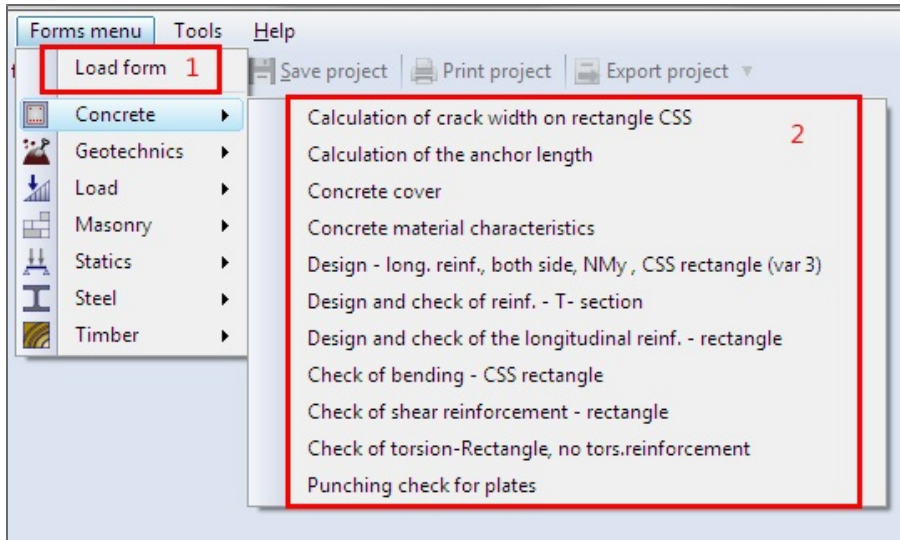 Forms menu Tools Help
Load form 1 Save project Print project Export project
Concrete
Geotechnics
Load
Masonry
Statics
Steel
Timber
2
Calculation of crack width on rectangle CSS
Calculation of the anchor length
Concrete cover
Concrete material characteristics
Design - long. reinf., both side, NMy , CSS rectangle (var 3)
Design and check of reinf. - T- section
Design and check of the longitudinal reinf. - rectangle
Check of bending - CSS rectangle
Check of shear reinforcement - rectangle
Check of torsion-Rectangle, no tors.reinforcement
Punching check for plates